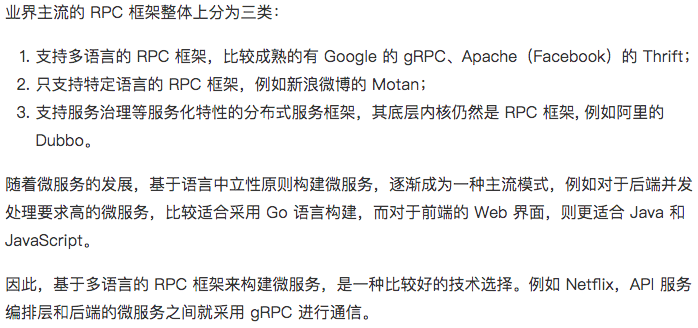 业界主流的 RPC 框架整体上分为三类：
1. 支持多语言的 RPC 框架，比较成熟的有 Google 的 gRPC、Apache（Facebook）的 Thrift；
2. 只支持特定语言的 RPC 框架，例如新浪微博的 Motan；
3. 支持服务治理等服务化特性的分布式服务框架，其底层内核仍然是 RPC 框架, 例如阿里的
Dubbo。
随着微服务的发展，基于语言中立性原则构建微服务，逐渐成为一种主流模式，例如对于后端并发
处理要求高的微服务，比较适合采用 Go 语言构建，而对于前端的 Web 界面，则更适合 Java 和
JavaScript。
因此，基于多语言的 RPC 框架来构建微服务，是一种比较好的技术选择。例如 Netflix，API 服务
编排层和后端的微服务之间就采用 gRPC 进行通信。